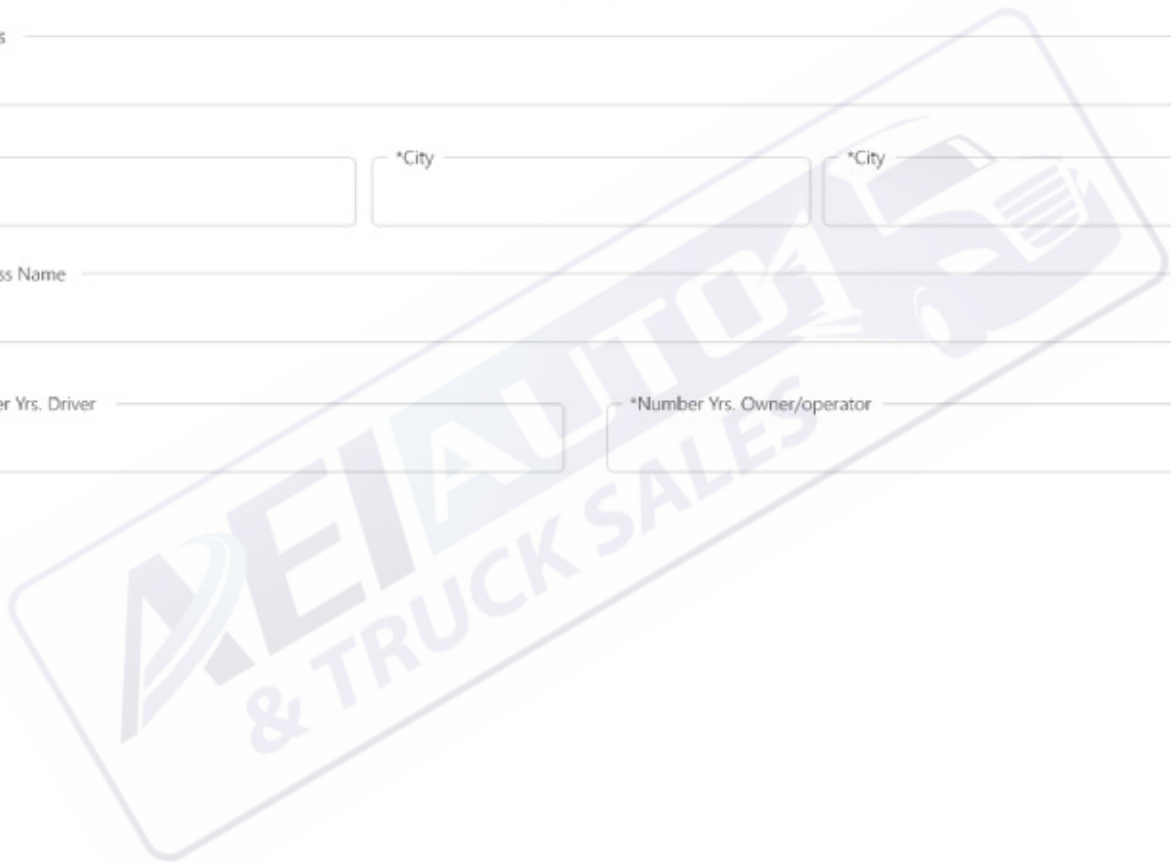 s
*City *City
ss Name
er Yrs. Driver *Number Yrs. Owner/operator
AEI AUTO
& TRUCK SALES